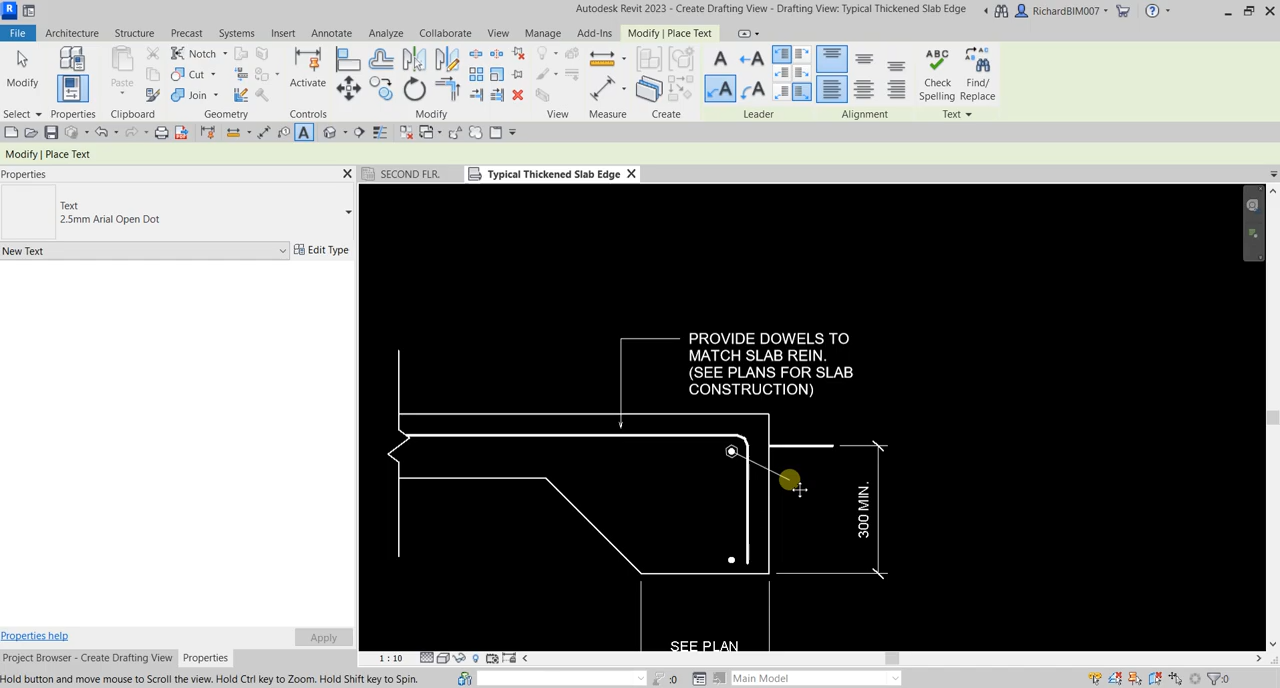 Autodesk Revit 2023 - Create Drafting View - Drafting View: Typical Thickened Slab Edge
RichardBIM007
File Architecture Structure Precast Systems Insert Annotate Analyze Collaborate View Manage Add-Ins Modify | Place Text
Modify
Paste
Notch
Cut
Join
Activate
Check
Spelling
Find/
Replace
Select Properties Clipboard Geometry Controls Modify View Measure Create Leader Alignment Text
Modify | Place Text
Properties
SECOND FLR.
Typical Thickened Slab Edge
Text
2.5mm Arial Open Dot
New Text
Edit Type
PROVIDE DOWELS TO
MATCH SLAB REIN.
(SEE PLANS FOR SLAB
CONSTRUCTION)
300 MIN.
SEE PLAN
Properties help
Apply
Project Browser - Create Drafting View
Properties
1 : 10
Hold button and move mouse to Scroll the view. Hold Ctrl key to Zoom. Hold Shift key to Spin.
:0
Main Model
:0